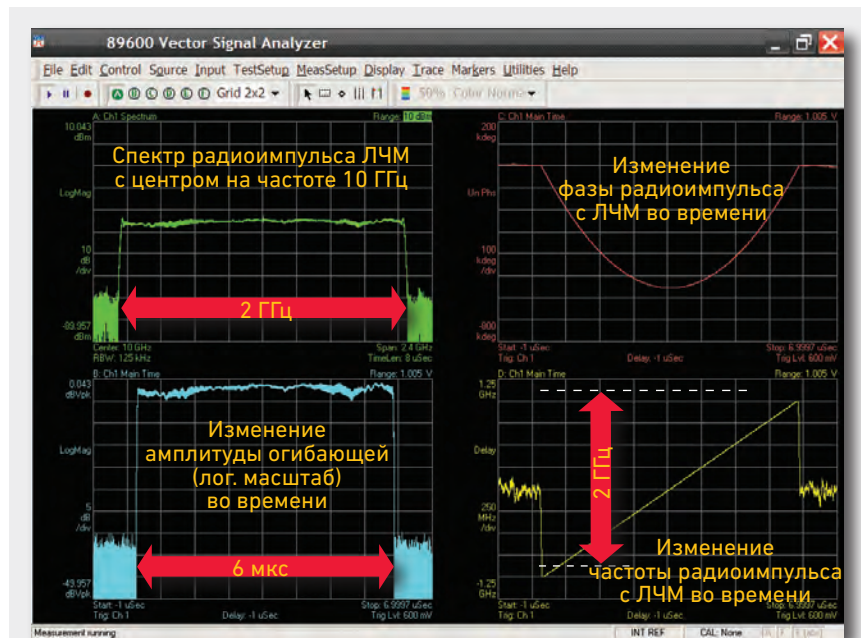 89600 Vector Signal Analyzer
File Edit Control Source Input TestSetup MeasSetup Display Trace Markers Utilities Help
Grid 2x2
50% Color Normal
A: Ch1 Spectrum
Range: 10 dBm
10.043
dBm
Спектр радиоимпульса ЛЧМ
с центром на частоте 10 ГГц
LogMag
10
dB
/div
2 ГГц
-89.957
dBm
Center: 10 GHz
Span: 2.4 GHz
RBW: 125 kHz
TimeLen: 8 uSec
C: Ch1 Main Time
Range: 1.005 V
200
kdeg
Изменение
фазы радиоимпульса
с ЛЧМ во времени
Un Phs
100
kdeg
/div
-800
kdeg
Start: -1 uSec
Stop: 6.9997 uSec
Trig: Ch 1
Delay: -1 uSec
Trig Lvl: 600 mV
B: Ch1 Main Time
Range: 1.005 V
0.043
dBVpk
Изменение
амплитуды огибающей
(лог. масштаб)
во времени
LogMag
5
dB
/div
6 мкс
-49.957
dBVpk
Start: -1 uSec
Stop: 6.9997 uSec
Trig: Ch 1
Delay: -1 uSec
Trig Lvl: 600 mV
D: Ch1 Main Time
Range: 1.005 V
1.25
GHz
Delay
2 ГГц
250
MHz
/div
Изменение
частоты радиоимпульса
с ЛЧМ во времени
-1.25
GHz
Start: -1 uSec
Stop: 6.9997 uSec
Trig: Ch 1
Delay: -1 uSec
Trig Lvl: 600 mV
Measurement running
INT REF
CAL: None